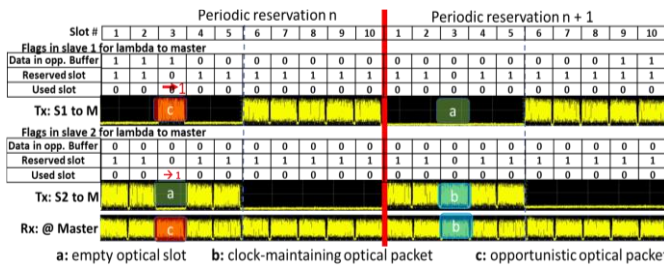 Periodic reservation n Periodic reservation n + 1
Slot # 1 2 3 4 5 6 7 8 9 10 1 2 3 4 5 6 7 8 9 10
Flags in slave 1 for lambda to master
Data in opp. Buffer 1 1 1 0 0 0 0 0 0 0 0 0 0 0 0 0 0 0 1 1
Reserved slot 1 1 0 1 1 1 1 1 1 1 1 1 0 1 1 1 1 1 1 1
Used slot 0 0 0 →1 0 0 0 0 0 0 0 0 0 0 0 0 0 0 0 0 0
Tx: S1 to M c a
Flags in slave 2 for lambda to master
Data in opp. Buffer 0 0 0 0 0 0 0 0 0 0 0 0 0 0 0 0 0 0 0 0
Reserved slot 1 1 0 1 1 1 1 1 1 1 1 1 0 1 1 1 1 1 1 1
Used slot 0 0 →1 0 0 0 0 0 0 0 0 0 0 0 0 0 0 0 0 0
Tx: S2 to M a b
Rx: @ Master c b
a: empty optical slot b: clock-maintaining optical packet c: opportunistic optical packet